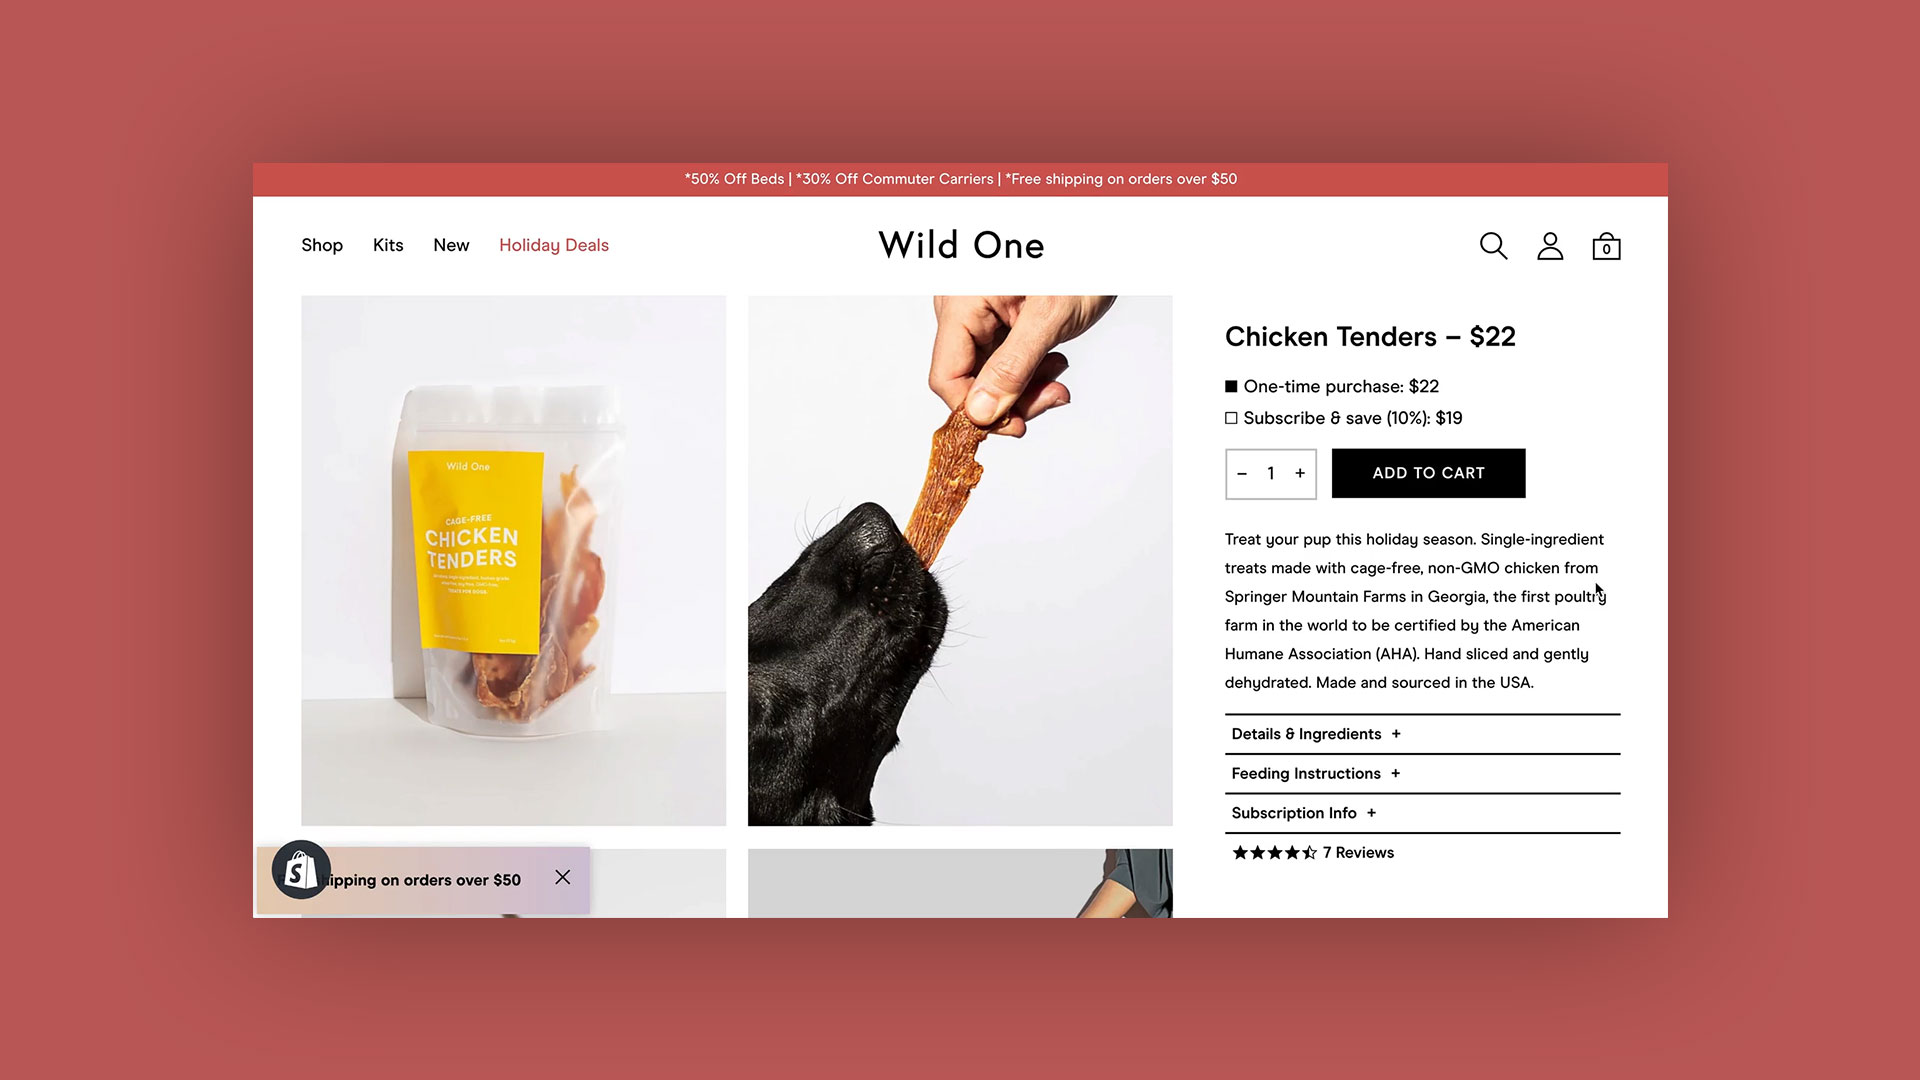 *50% Off Beds | *30% Off Commuter Carriers | *Free shipping on orders over $50
Shop Kits New Holiday Deals
Wild One
0
Wild One
CAGE-FREE
CHICKEN
TENDERS
TREATS FOR DOGS
Chicken Tenders – $22
One-time purchase: $22
Subscribe & save (10%): $19
– 1 +
ADD TO CART
Treat your pup this holiday season. Single-ingredient
treats made with cage-free, non-GMO chicken from
Springer Mountain Farms in Georgia, the first poultry
farm in the world to be certified by the American
Humane Association (AHA). Hand sliced and gently
dehydrated. Made and sourced in the USA.
Details & Ingredients +
Feeding Instructions +
Subscription Info +
7 Reviews
S
ipping on orders over $50